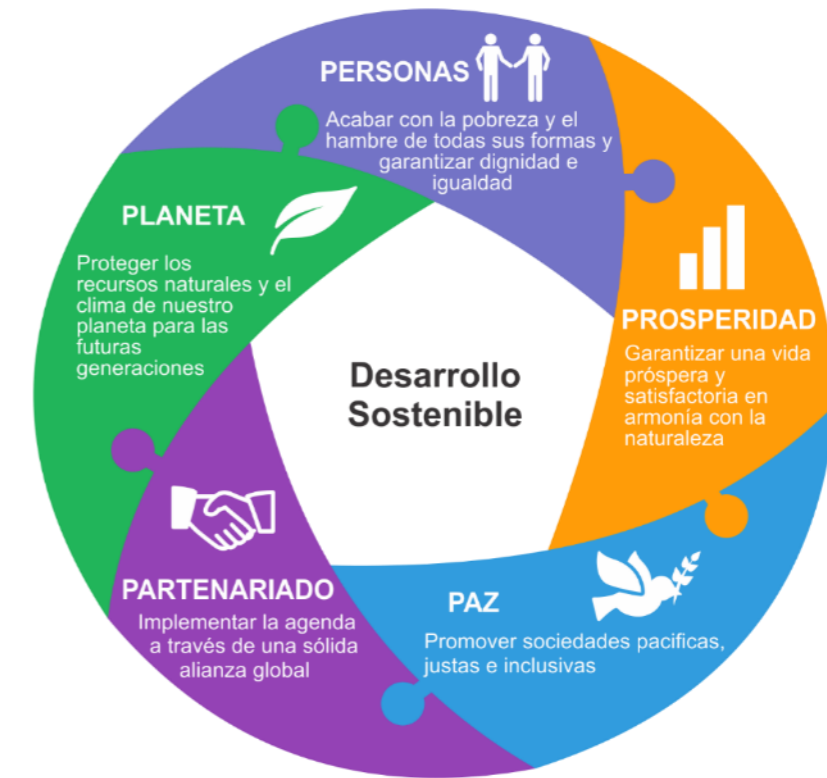 PERSONAS
Acabar con la pobreza y el
hambre de todas sus formas y
garantizar dignidad e
igualdad
PLANETA
Proteger los
recursos naturales y el
clima de nuestro
planeta para las
futuras
generaciones
PROSPERIDAD
Garantizar una vida
próspera y
satisfactoria en
armonía con la
naturaleza
Desarrollo
Sostenible
PARTENARIADO
Implementar la agenda
a través de una sólida
alianza global
PAZ
Promover sociedades pacificas,
justas e inclusivas